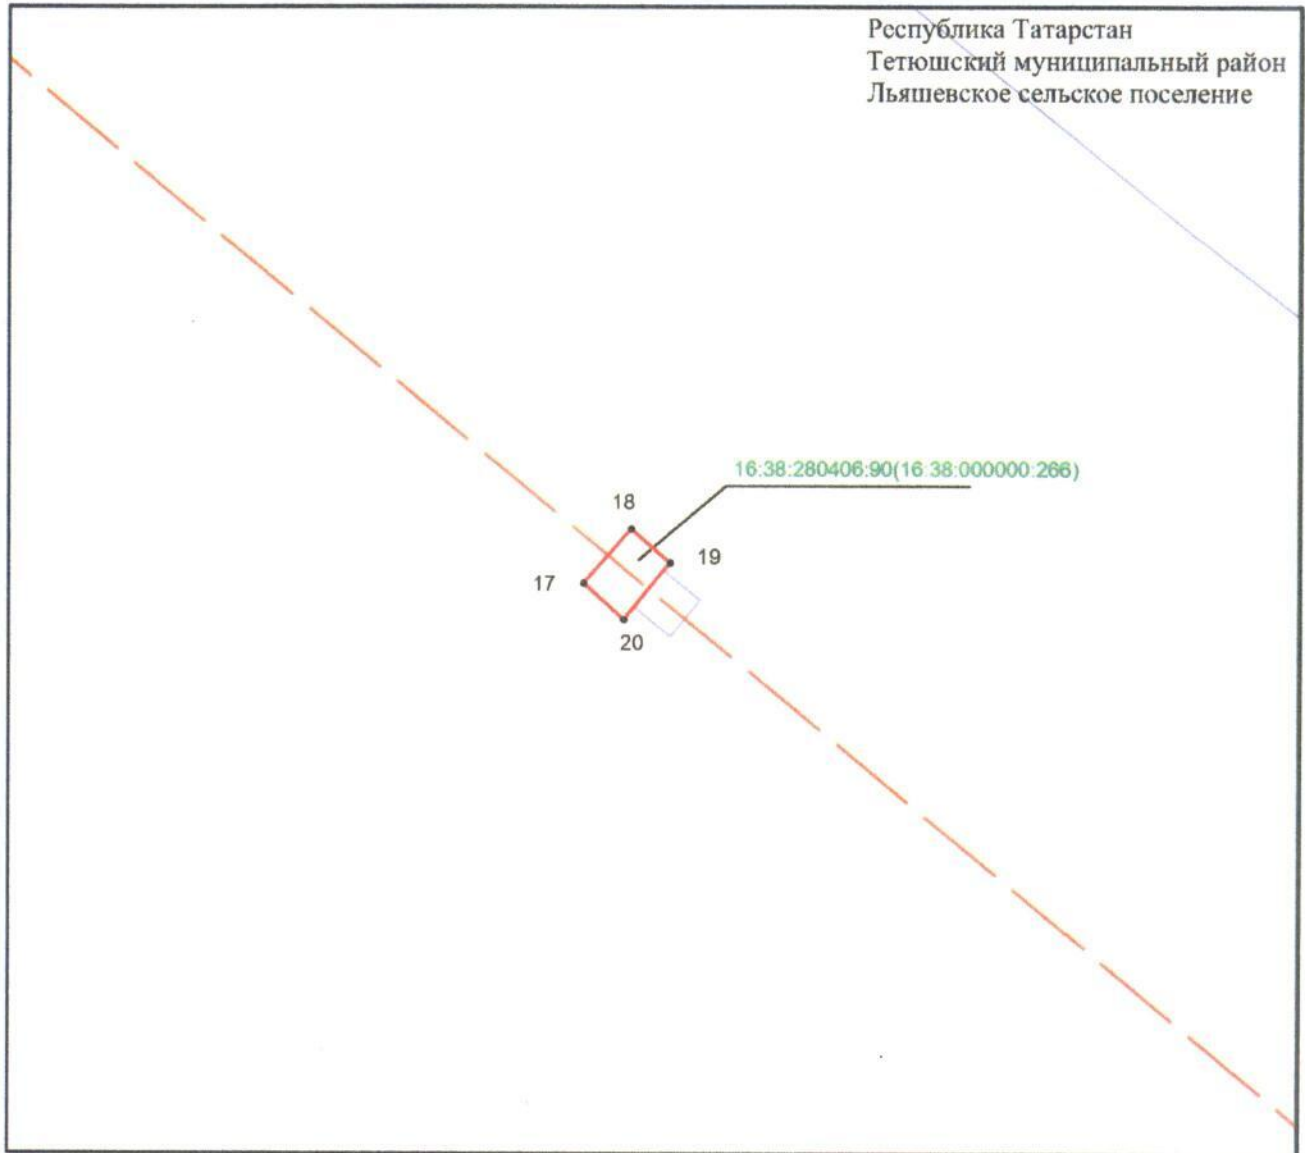 Республика Татарстан
Тетюшский муниципальный район
Льяшевское сельское поселение
16:38:280406:90(16:38:000000:266)
18
19
17
20